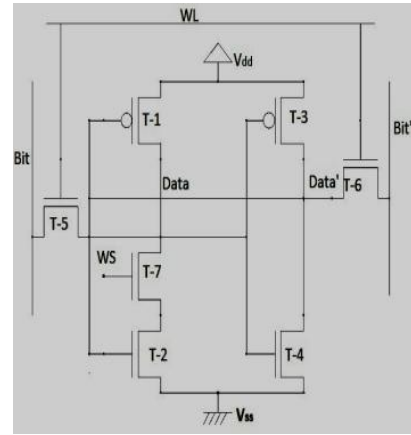 WL
Vdd
T-1
T-3
Bit
Bit'
Data
Data'
T-6
T-5
WS
T-7
T-2
T-4
Vss